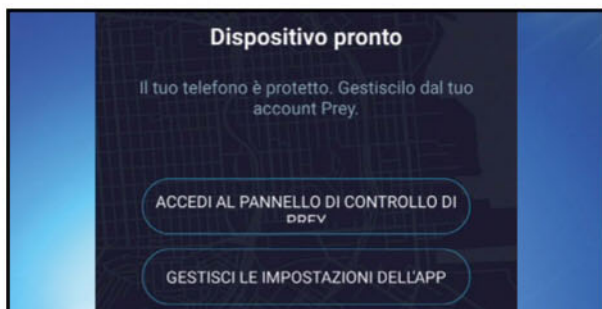 Dispositivo pronto
Il tuo telefono è protetto. Gestiscilo dal tuo
account Prey.
ACCEDI AL PANNELLO DI CONTROLLO DI
PREY
GESTISCI LE IMPOSTAZIONI DELL'APP